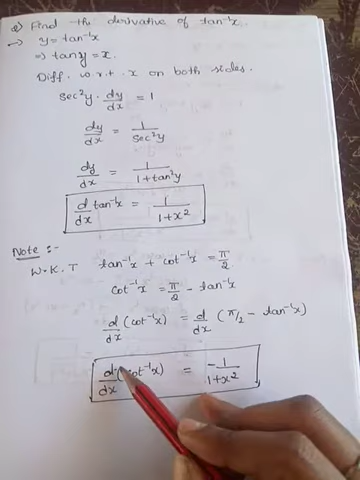 2) Find the derivative of tan⁻¹x
→ y = tan⁻¹x
⇒ tany = x.
Diff. w.r.t. x on both sides.
sec²y · dy/dx = 1
dy/dx = 1/sec²y
dy/dx = 1/1+tan²y
d/dx tan⁻¹x = 1/1+x²
Note :-
W.K.T tan⁻¹x + cot⁻¹x = π/2
cot⁻¹x = π/2 - tan⁻¹x
d/dx (cot⁻¹x) = d/dx (π/2 - tan⁻¹x)
d/dx (cot⁻¹x) = -1/1+x²